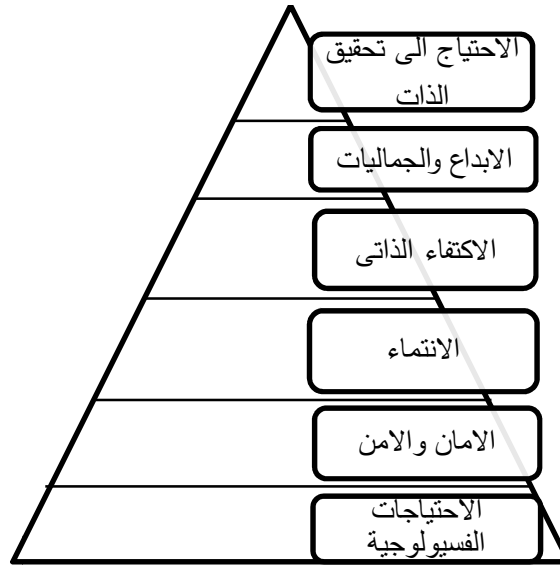 الاحتياج الى تحقيق
الذات
الابداع والجماليات
الاكتفاء الذاتى
الانتماء
الامان والامن
الاحتياجات
الفسيولوجية